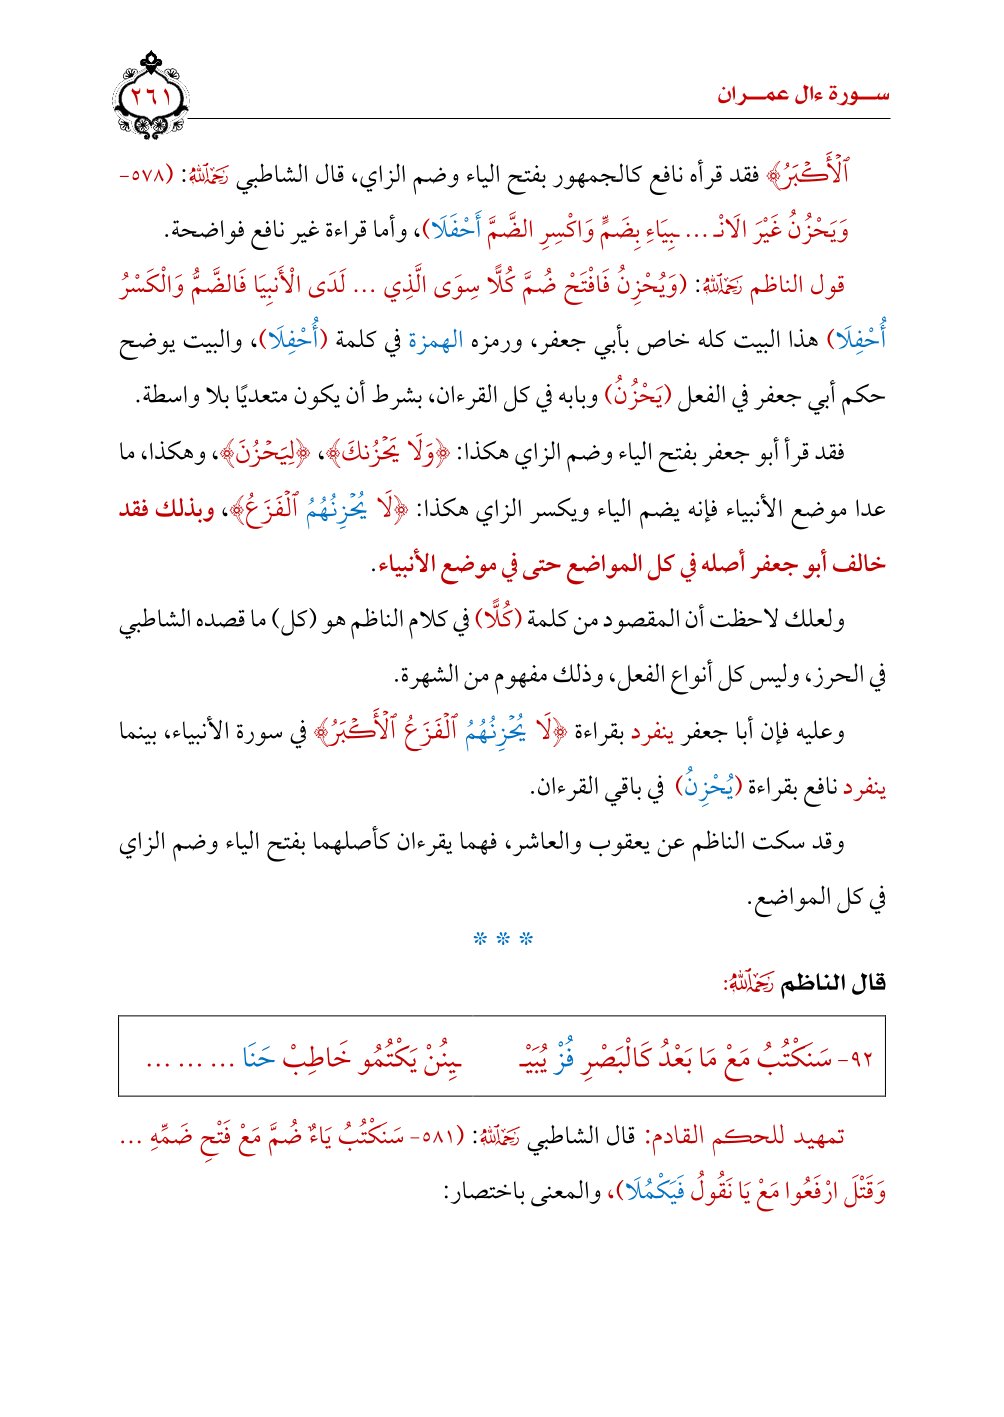 سـورة ءال عمـران
٢٦١
ٱلْأَكْبَرُ﴾ فقد قرأه نافع كالجمهور بفتح الياء وضم الزاي، قال الشاطبي رَحِمَهُ ٱللَّهُ: (٥٧٨-
وَيَحْزُنُ غَيْرَ الَانْـ ... ـبِيَاءِ بِضَمٍّ وَاكْسِرِ الضَّمَّ أَحْفَلَا)، وأما قراءة غير نافع فواضحة.
قول الناظم رَحِمَهُ ٱللَّهُ: (وَيُحْزِنُ فَافْتَحْ ضُمَّ كُلًّا سِوَى الَّذِي ... لَدَى الْأَنبِيَا فَالضَّمُّ وَالْكَسْرُ
أُحْفِلَا) هذا البيت كله خاص بأبي جعفر، ورمزه الهمزة في كلمة (أُحْفِلَا)، والبيت يوضح
حكم أبي جعفر في الفعل (يَحْزُنُ) وبابه في كل القرءان، بشرط أن يكون متعديًا بلا واسطة.
فقد قرأ أبو جعفر بفتح الياء وضم الزاي هكذا: ﴿وَلَا يَحْزُنكَ﴾، ﴿لِيَحْزُنَ﴾، وهكذا، ما
عدا موضع الأنبياء فإنه يضم الياء ويكسر الزاي هكذا: ﴿لَا يُحْزِنُهُمُ ٱلْفَزَعُ﴾، وبذلك فقد
خالف أبو جعفر أصله في كل المواضع حتى في موضع الأنبياء.
ولعلك لاحظت أن المقصود من كلمة (كُلًّا) في كلام الناظم هو (كل) ما قصده الشاطبي
في الحرز، وليس كل أنواع الفعل، وذلك مفهوم من الشهرة.
وعليه فإن أبا جعفر ينفرد بقراءة ﴿لَا يُحْزِنُهُمُ ٱلْفَزَعُ ٱلْأَكْبَرُ﴾ في سورة الأنبياء، بينما
ينفرد نافع بقراءة (يُحْزِنُ) في باقي القرءان.
وقد سكت الناظم عن يعقوب والعاشر، فهما يقرءان كأصلهما بفتح الياء وضم الزاي
في كل المواضع.
* * *
قال الناظم رَحِمَهُ ٱللَّهُ:
٩٢- سَنَكْتُبُ مَعْ مَا بَعْدُ كَالْبَصْرِ فُزْ يُبَيْـ ـيِنُنْ يَكْتُمُو خَاطِبْ حَنَا ... ... ...
تمهيد للحكم القادم: قال الشاطبي رَحِمَهُ ٱللَّهُ: (٥٨١- سَنَكْتُبُ يَاءٌ ضُمَّ مَعْ فَتْحِ ضَمِّهِ ...
وَقَتْلَ ارْفَعُوا مَعْ يَا نَقُولُ فَيَكْمُلَا)، والمعنى باختصار: